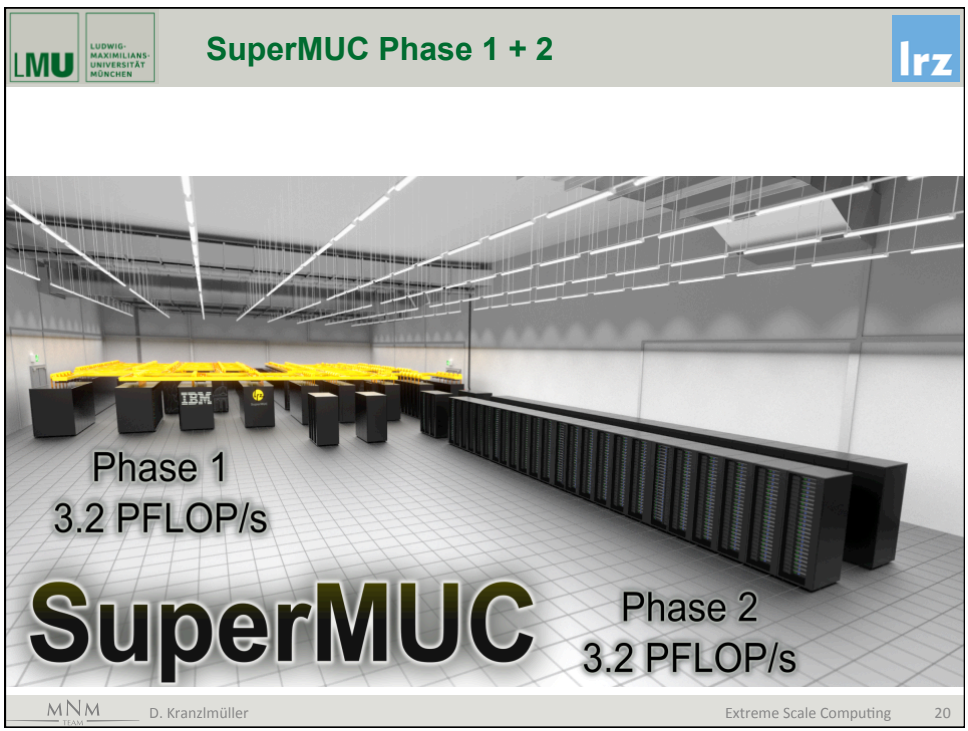 LMU
LUDWIG-
MAXIMILIANS-
UNIVERSITÄT
MÜNCHEN
SuperMUC Phase 1 + 2
lrz
IBM
lrz
Phase 1
3.2 PFLOP/s
SuperMUC
Phase 2
3.2 PFLOP/s
MNM
TEAM
D. Kranzlmüller
Extreme Scale Computing
20